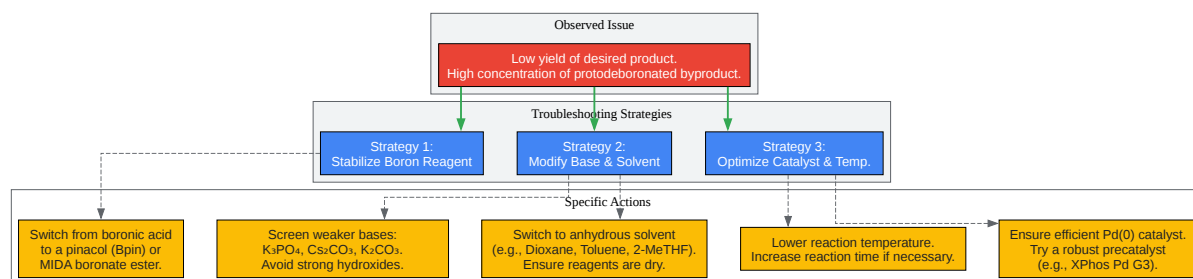 Observed Issue
Low yield of desired product.
High concentration of protodeboronated byproduct.
Troubleshooting Strategies
Strategy 1:
Stabilize Boron Reagent
Strategy 2:
Modify Base & Solvent
Strategy 3:
Optimize Catalyst & Temp.
Specific Actions
Switch from boronic acid
to a pinacol (Bpin) or
MIDA boronate ester.
Screen weaker bases:
K₃PO₄, Cs₂CO₃, K₂CO₃.
Avoid strong hydroxides.
Switch to anhydrous solvent
(e.g., Dioxane, Toluene, 2-MeTHF).
Ensure reagents are dry.
Lower reaction temperature.
Increase reaction time if necessary.
Ensure efficient Pd(0) catalyst.
Try a robust precatalyst
(e.g., XPhos Pd G3).